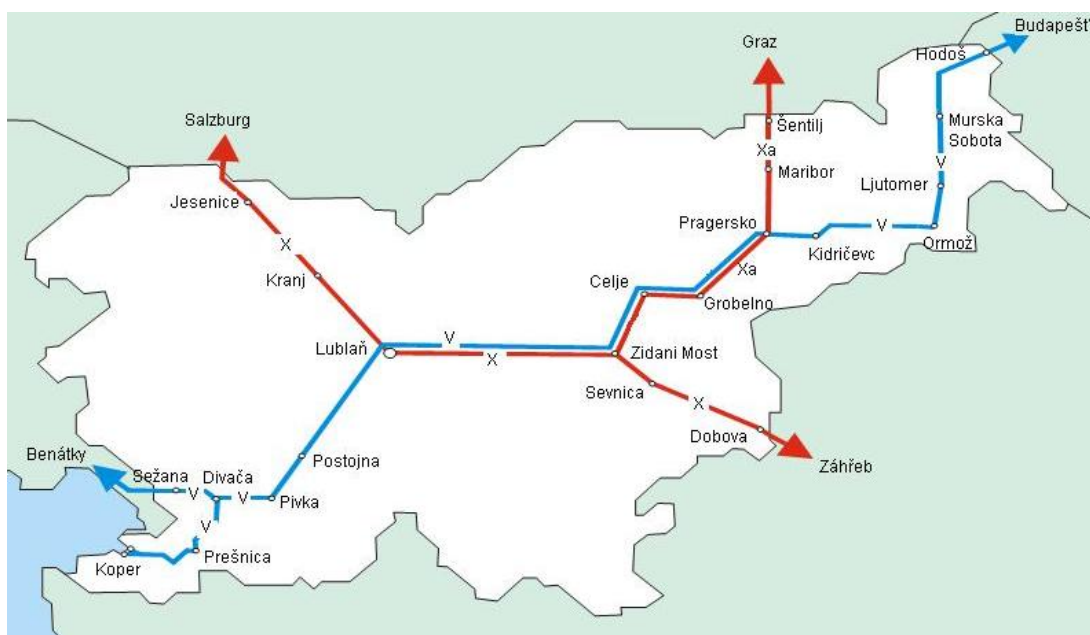 Budapešť
Hodoš
Graz
Salzburg
Šentilj
Murska
Sobota
Xa
Maribor
V
Ljutomer
Jesenice
Pragersko
V
X
Ormož
Kidričevc
Xa
Kranj
Celje
Grobelno
V
Lublaň
X
Zidani Most
Sevnica
X
Dobova
Benátky
Postojna
Záhřeb
Sežana
Divača
V
V
Pivka
V
Prešnica
Koper